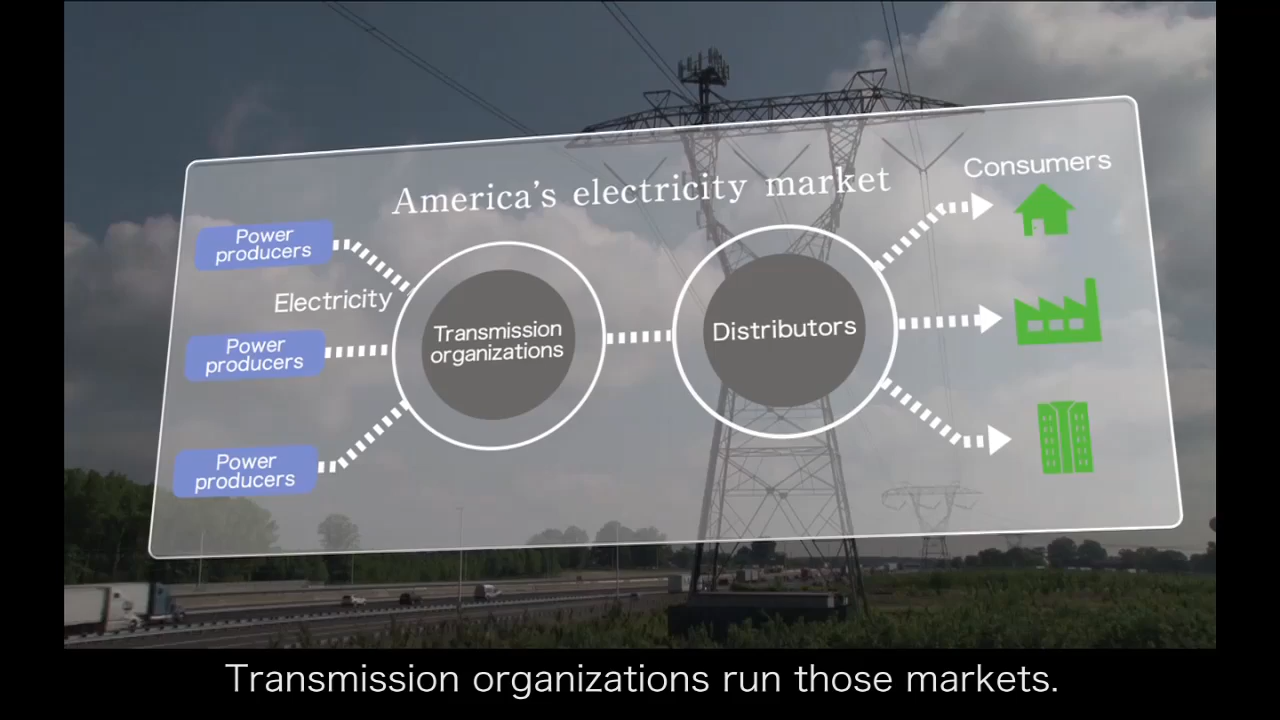 America's electricity market
Consumers
Power
producers
Electricity
Power
producers
Power
producers
Transmission
organizations
Distributors
Transmission organizations run those markets.